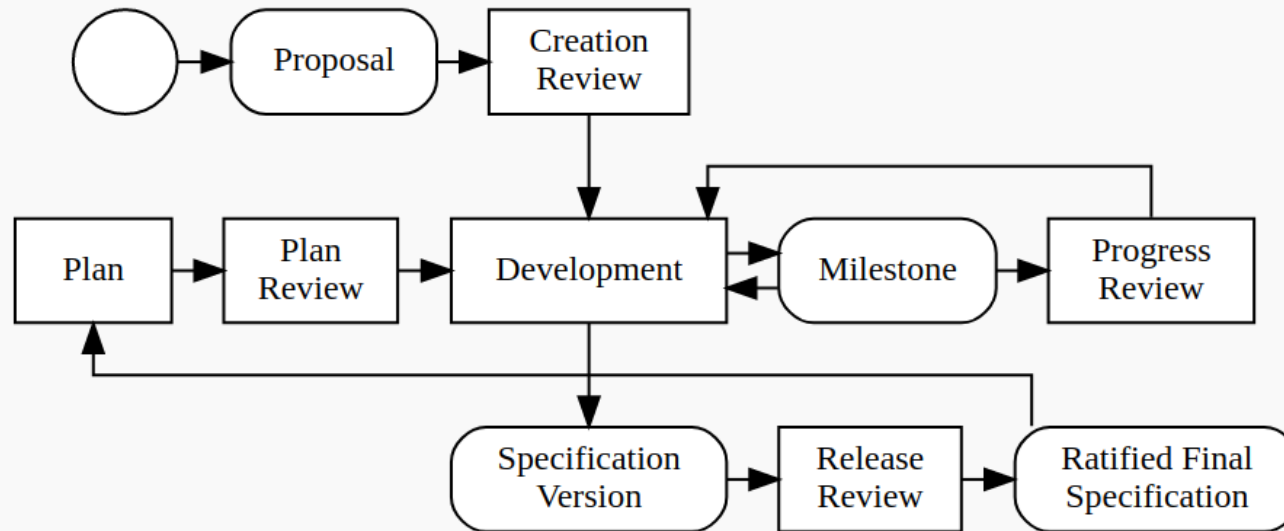 Proposal
Creation
Review
Plan
Plan
Review
Development
Milestone
Progress
Review
Specification
Version
Release
Review
Ratified Final
Specification